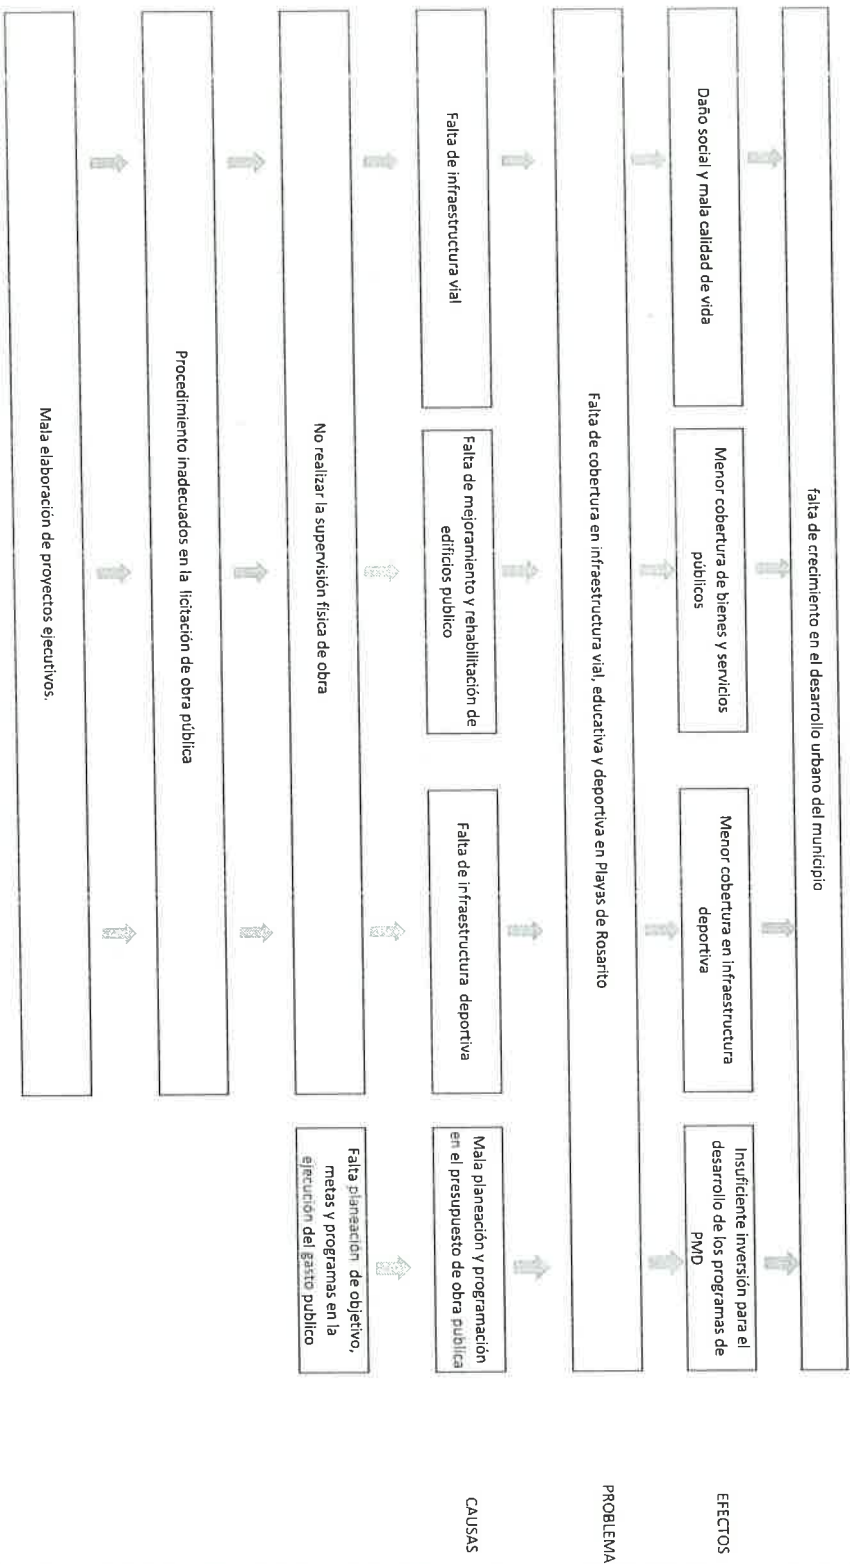 falta de crecimiento en el desarrollo urbano del municipio
Daño social y mala calidad de vida
Menor cobertura de bienes y servicios
públicos
Menor cobertura en infraestructura
deportiva
Insuficiente inversión para el
desarrollo de los programas de
PMD
EFECTOS
Falta de cobertura en infraestructura vial, educativa y deportiva en Playas de Rosarito
PROBLEMA
Falta de infraestructura vial
Falta de mejoramiento y rehabilitación de
edificios publico
Falta de infraestructura deportiva
Mala planeación y programación
en el presupuesto de obra publica
CAUSAS
No realizar la supervisión física de obra
Falta planeación de objetivo,
metas y programas en la
ejecución del gasto publico
Procedimiento inadecuados en la licitación de obra pública
Mala elaboración de proyectos ejecutivos.